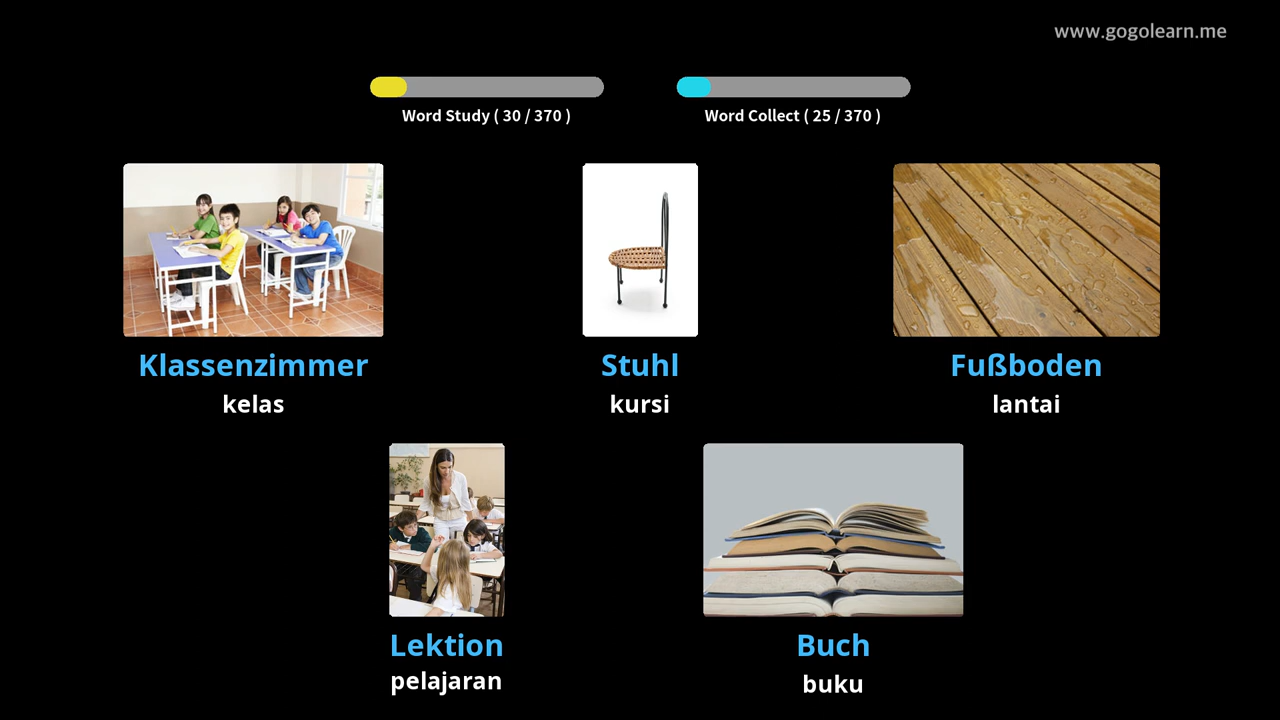 www.gogolearn.me
Word Study ( 30 / 370 )
Word Collect ( 25 / 370 )
Klassenzimmer
kelas
Stuhl
kursi
Fußboden
lantai
Lektion
pelajaran
Buch
buku